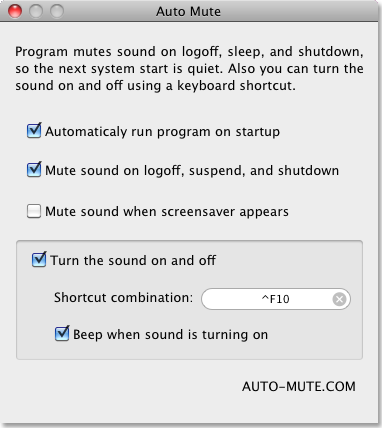 Auto Mute
Program mutes sound on logoff, sleep, and shutdown,
so the next system start is quiet. Also you can turn the
sound on and off using a keyboard shortcut.
Automaticaly run program on startup
Mute sound on logoff, suspend, and shutdown
Mute sound when screensaver appears
Turn the sound on and off
Shortcut combination: ^F10
Beep when sound is turning on
AUTO-MUTE.COM